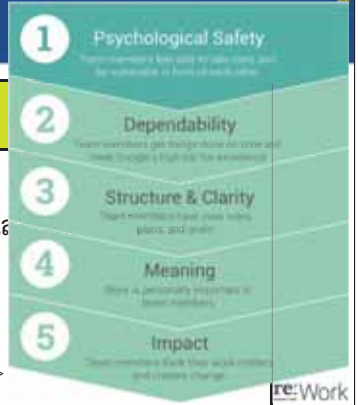 1
Psychological Safety
Team members feel safe to take risks and
be vulnerable in front of each other.
2
Dependability
Team members get things done on time and
meet Google's high bar for excellence.
3
Structure & Clarity
Team members have clear roles,
plans, and goals.
4
Meaning
Work is personally important to
team members.
5
Impact
Team members think their work matters
and creates change.
re:Work